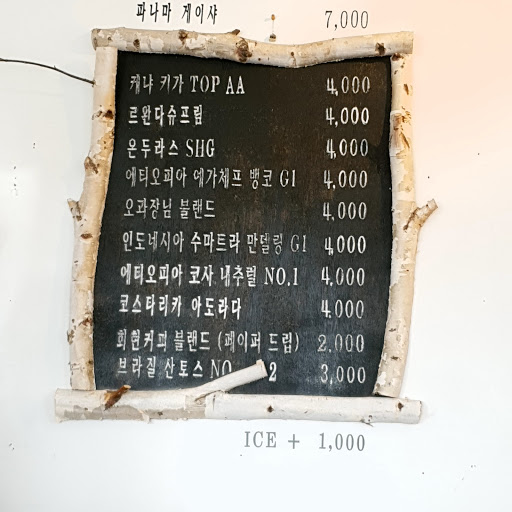 파나마 게이샤 7,000
케냐 키가 TOP AA 4,000
르완다슈프림 4,000
온두라스 SHG 4,000
에티오피아 예가체프 뱅코 G1 4,000
오과장님 블랜드 4,000
인도네시아 수마트라 만델링 G1 4,000
에티오피아 코사 내추럴 NO.1 4,000
코스타리카 아도라다 4,000
회현커피 블랜드 (페이퍼 드립) 2,000
브라질 산토스 NO 2 3,000
ICE + 1,000